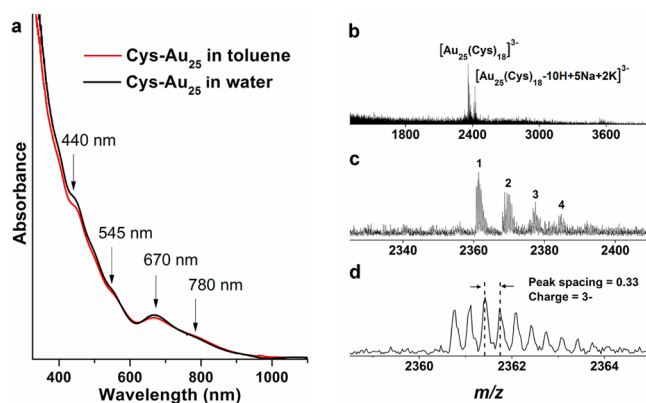 a
Cys-Au25 in toluene
Cys-Au25 in water
440 nm
545 nm
670 nm
780 nm
Absorbance
400 600 800 1000
Wavelength (nm)
b
[Au25(Cys)18]3-
[Au25(Cys)18-10H+5Na+2K]3-
1800 2400 3000 3600
c
1
2
3
4
2340 2360 2380 2400
d
Peak spacing = 0.33
Charge = 3-
2360 2362 2364
m/z